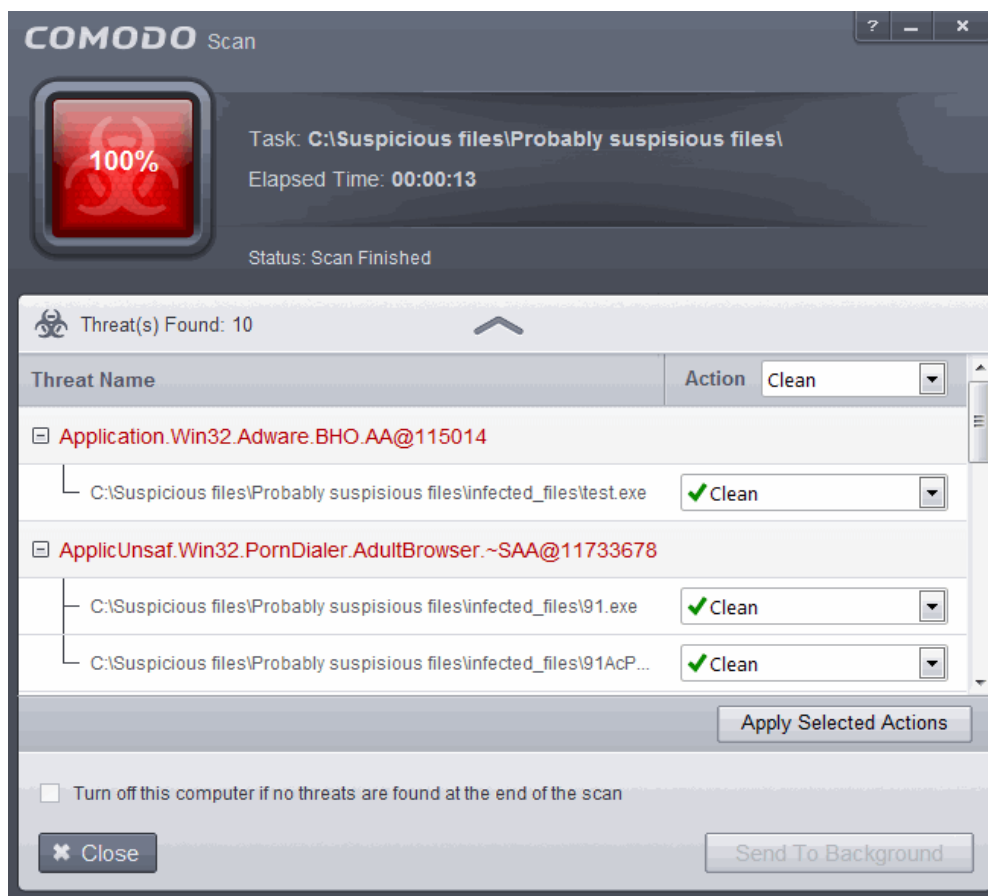 COMODO Scan
?
100%
Task: C:\Suspicious files\Probably suspisious files\
Elapsed Time: 00:00:13
Status: Scan Finished
Threat(s) Found: 10
Threat Name Action Clean
Application.Win32.Adware.BHO.AA@115014
C:\Suspicious files\Probably suspisious files\infected_files\test.exe Clean
ApplicUnsaf.Win32.PornDialer.AdultBrowser.~SAA@11733678
C:\Suspicious files\Probably suspisious files\infected_files\91.exe Clean
C:\Suspicious files\Probably suspisious files\infected_files\91AcP... Clean
Apply Selected Actions
Turn off this computer if no threats are found at the end of the scan
Close Send To Background